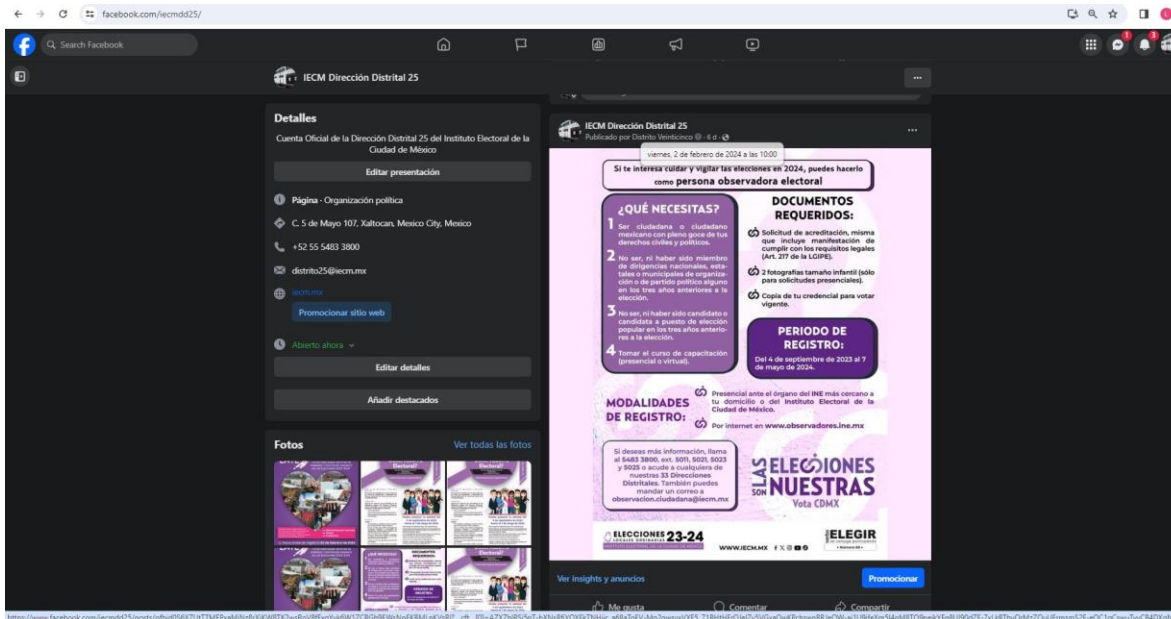 facebook.com/iecmdd25/
Search Facebook
1
3
IECM Dirección Distrital 25
Detalles
Cuenta Oficial de la Dirección Distrital 25 del Instituto Electoral de la
Ciudad de México
Editar presentación
Página · Organización política
C. 5 de Mayo 107, Xaltocan, Mexico City, Mexico
+52 55 5483 3800
distrito25@iecm.mx
iecm.mx
Promocionar sitio web
Abierto ahora
Editar detalles
Añadir destacados
Fotos
Ver todas las fotos
IECM Dirección Distrital 25
Publicado por Distrito Veinticinco · 6 d ·
viernes, 2 de febrero de 2024 a las 10:00
Si te interesa cuidar y vigilar las elecciones en 2024, puedes hacerlo
como persona observadora electoral
¿QUÉ NECESITAS?
1 Ser ciudadana o ciudadano
mexicano con pleno goce de tus
derechos civiles y políticos.
2 No ser, ni haber sido miembro
de dirigencias nacionales, esta-
tales o municipales de organiza-
ción o de partido político alguno
en los tres años anteriores a la
elección.
3 No ser, ni haber sido candidato o
candidata a puesto de elección
popular en los tres años anterio-
res a la elección.
4 Tomar el curso de capacitación
(presencial o virtual).
DOCUMENTOS
REQUERIDOS:
Solicitud de acreditación, misma
que incluye manifestación de
cumplir con los requisitos legales
(Art. 217 de la LGIPE).
2 fotografías tamaño infantil (sólo
para solicitudes presenciales).
Copia de tu credencial para votar
vigente.
PERIODO DE
REGISTRO:
Del 4 de septiembre de 2023 al 7
de mayo de 2024.
MODALIDADES
DE REGISTRO:
Presencial ante el órgano del INE más cercano a
tu domicilio o del Instituto Electoral de la
Ciudad de México.
Por internet en www.observadores.ine.mx
Si deseas más información, llama
al 5483 3800, ext. 5011, 5021, 5023
y 5025 o acude a cualquiera de
nuestras 33 Direcciones
Distritales. También puedes
mandar un correo a
observacion.ciudadana@iecm.mx
LAS ELECCIONES
SON NUESTRAS
Vota CDMX
ELECCIONES 23-24
LOCALES ORDINARIAS
WWW.IECM.MX
ELEGIR
Ver insights y anuncios
Promocionar
Me gusta
Comentar
Compartir